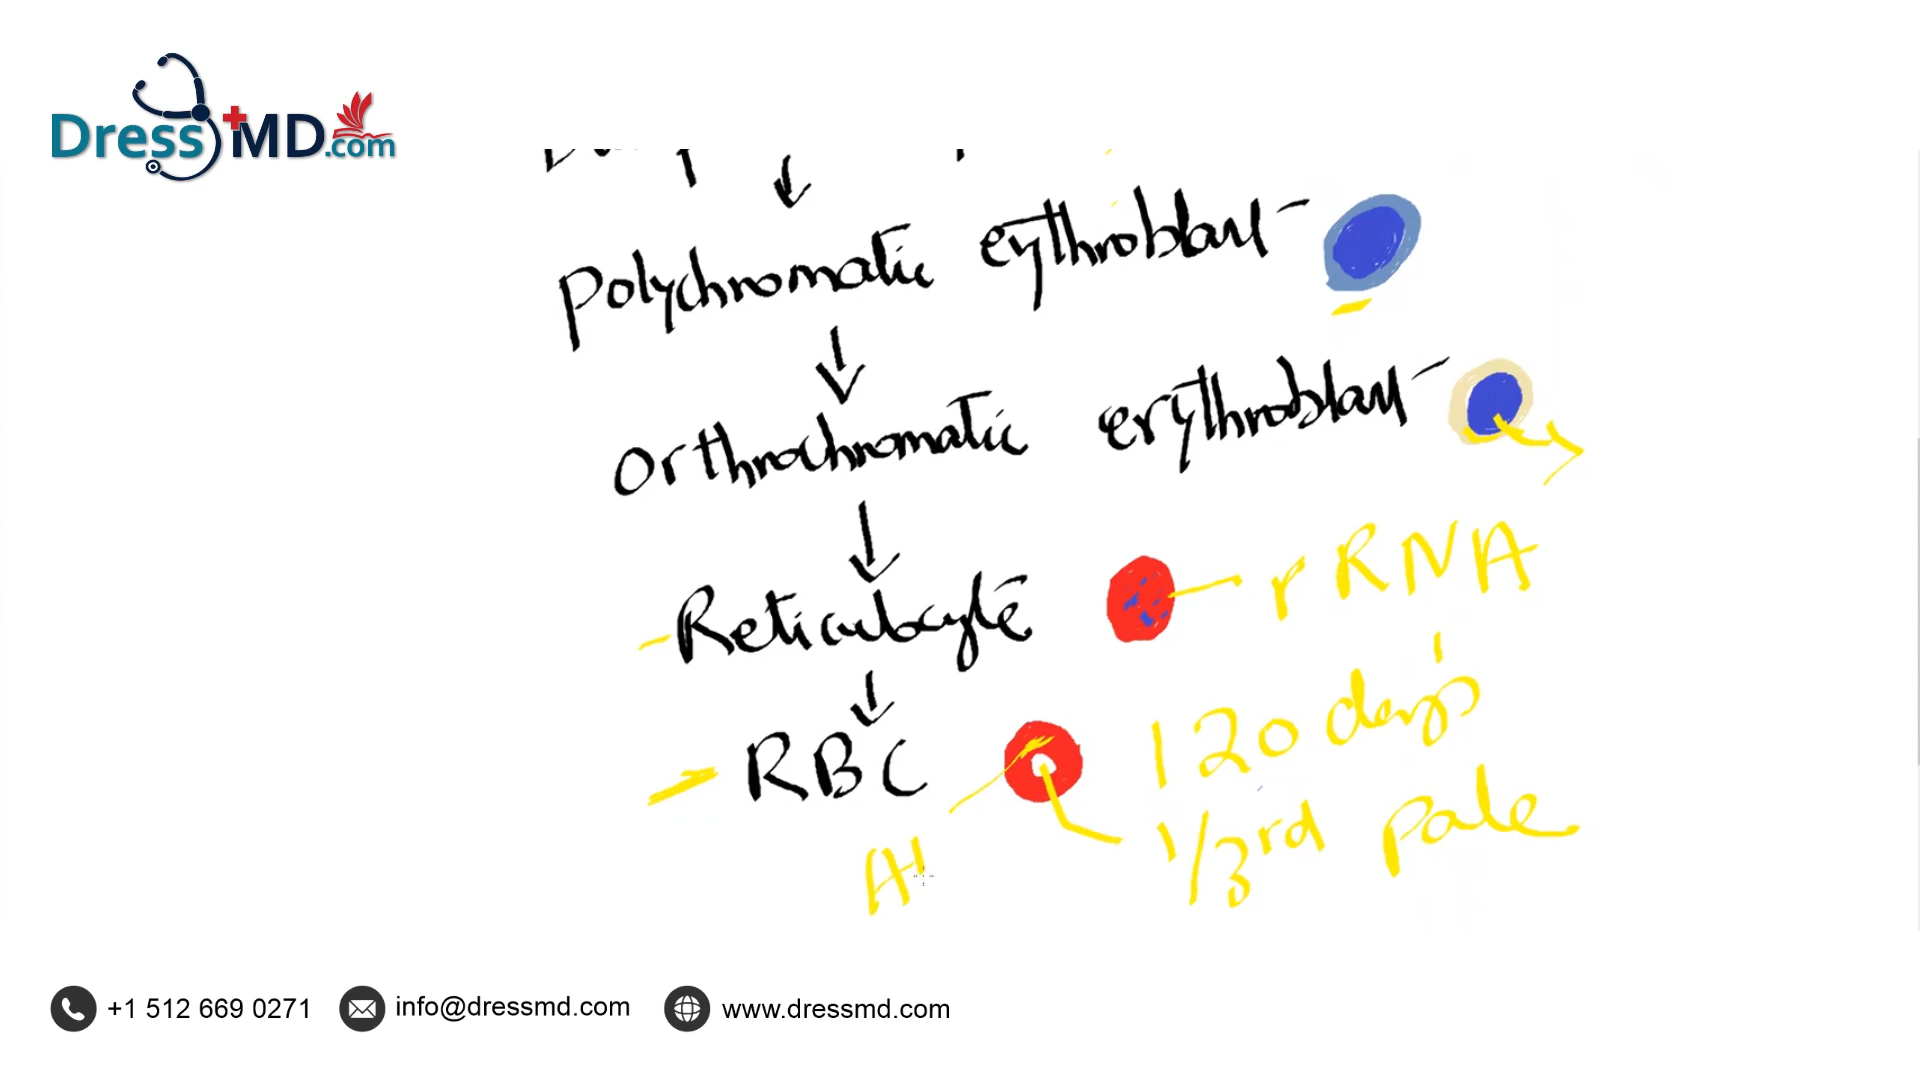 DressMD.com
polychromatic erythroblast -
orthrochromatic erythroblast -
- Reticulocyte - rRNA
- RBC 120 days
1/3rd pale
+1 512 669 0271 info@dressmd.com www.dressmd.com